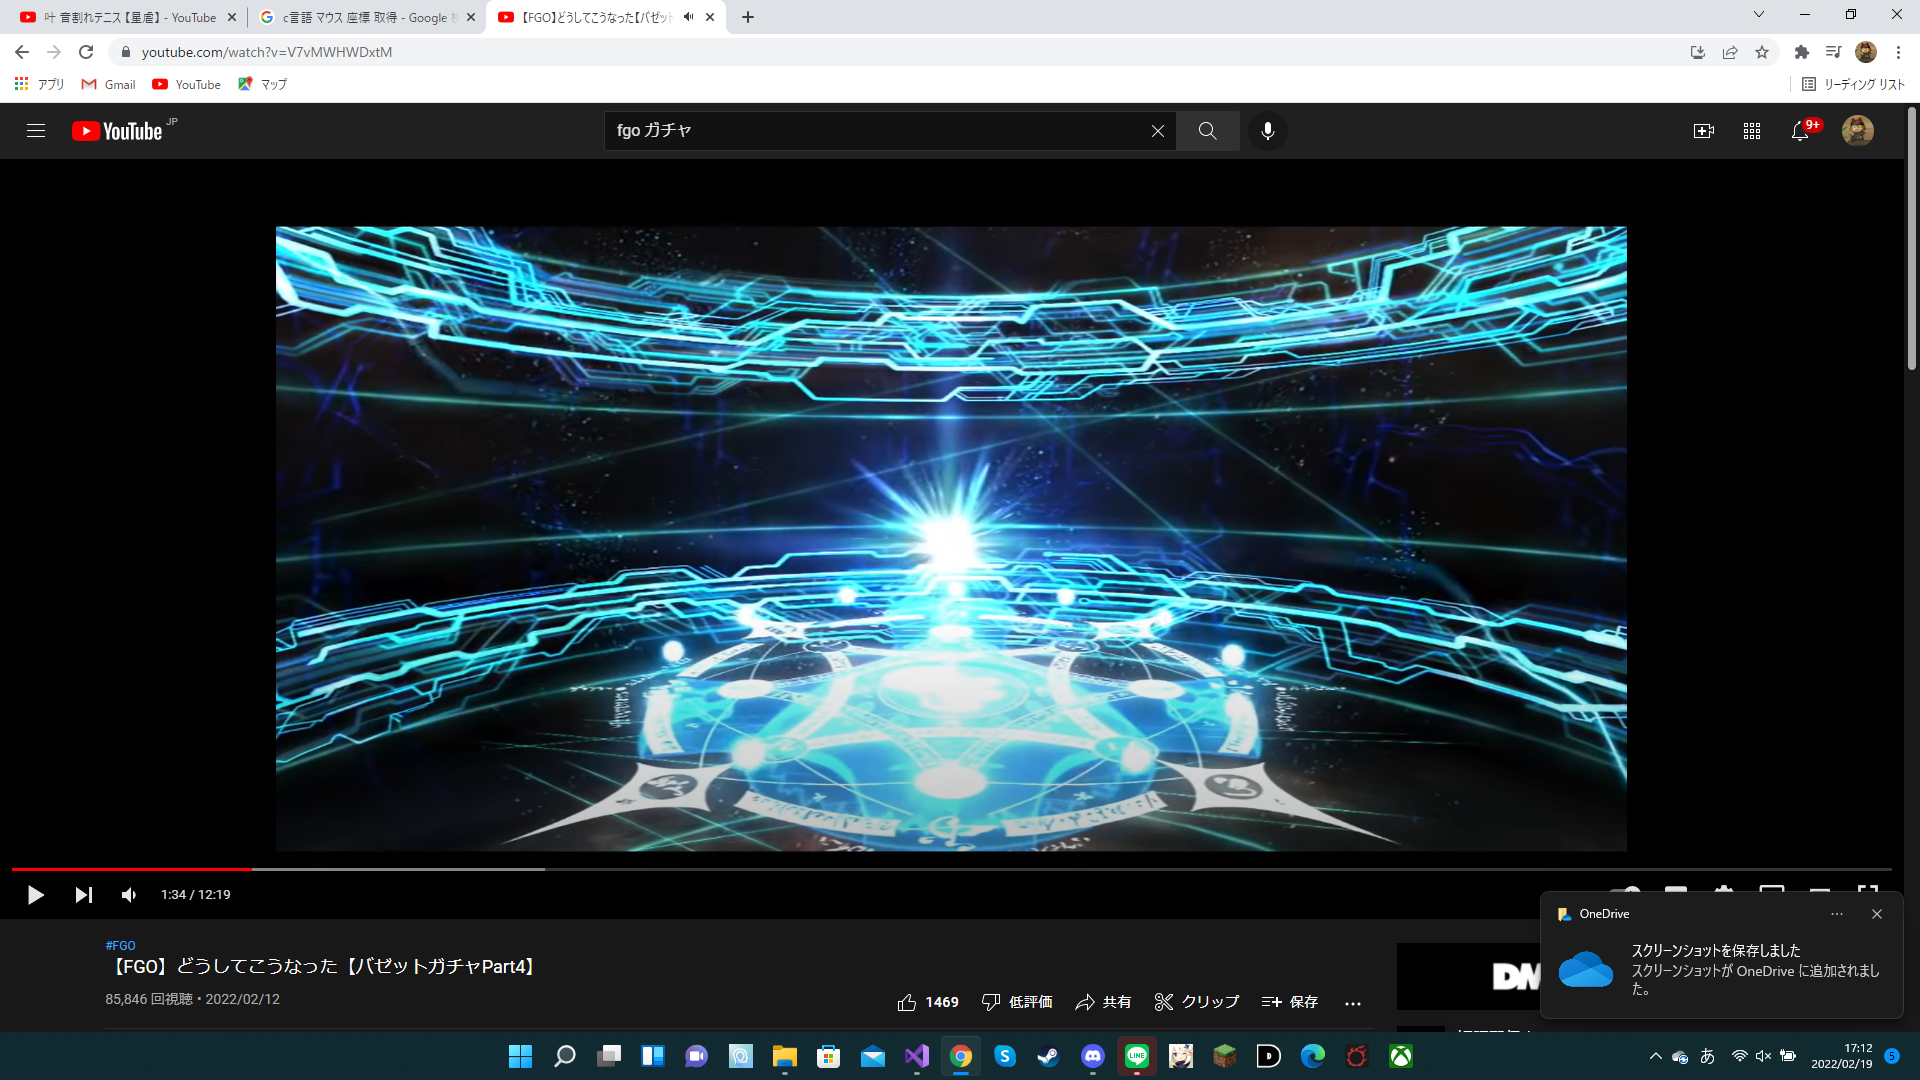 叶 音割れテニス【星虐】 - YouTube
c言語 マウス 座標 取得 - Google 検
【FGO】どうしてこうなった【バゼット
youtube.com/watch?v=V7vMWHWDxtM
アプリ
Gmail
YouTube
マップ
リーディング リスト
YouTube JP
fgo ガチャ
9+
1:34 / 12:19
#FGO
【FGO】どうしてこうなった【バゼットガチャPart4】
85,846 回視聴・2022/02/12
1469
低評価
共有
クリップ
保存
DM
OneDrive
スクリーンショットを保存しました
スクリーンショットが OneDrive に追加されまし
た。
LINE
あ
17:12
2022/02/19
5